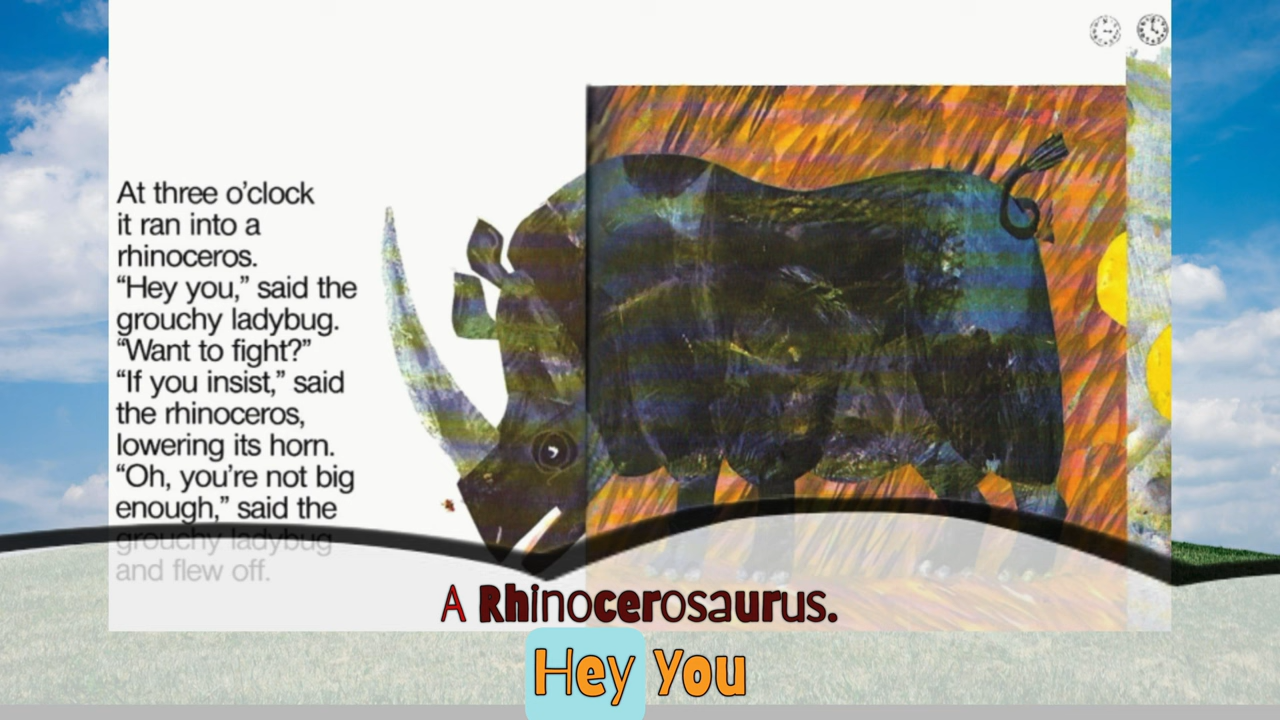 At three o’clock
it ran into a
rhinoceros.
“Hey you,” said the
grouchy ladybug.
“Want to fight?”
“If you insist,” said
the rhinoceros,
lowering its horn.
“Oh, you’re not big
enough,” said the
grouchy ladybug
and flew off.
A Rhinocerosaurus.
Hey You